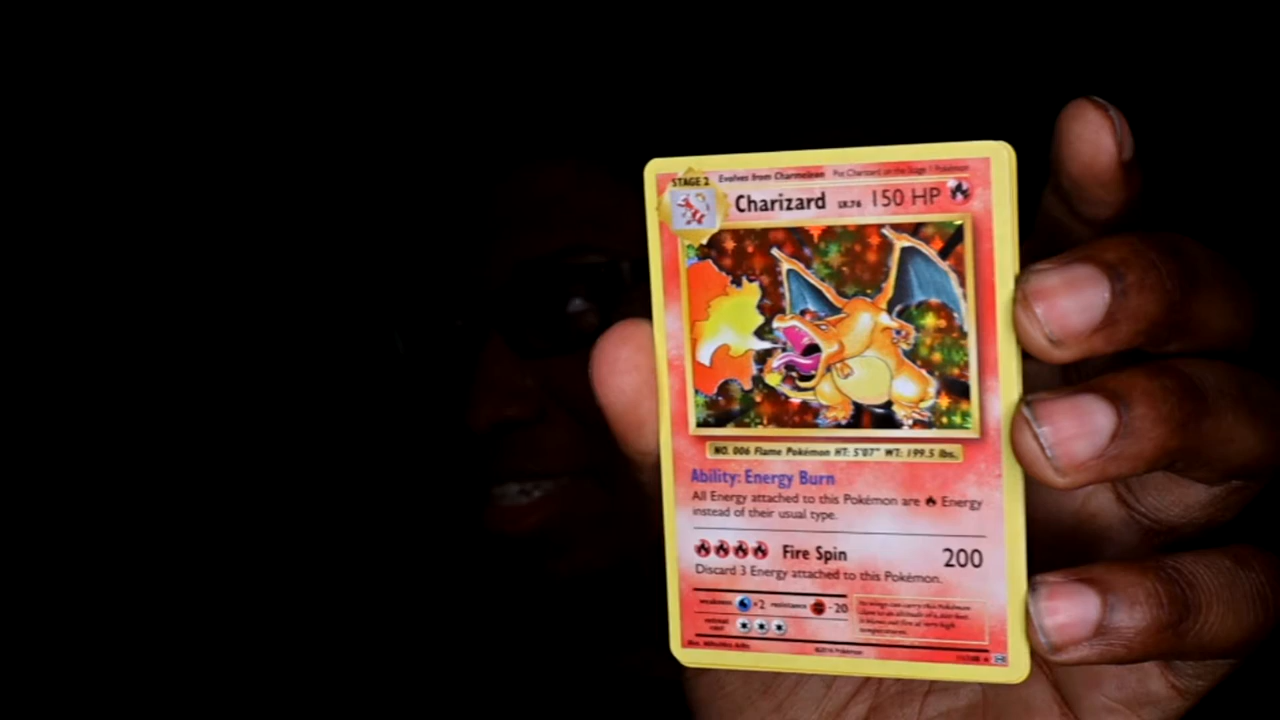 STAGE 2 Evolves from Charmeleon Put Charizard on the Stage 1 Pokémon
Charizard LV.76 150 HP
NO. 006 Flame Pokémon HT: 5'07" WT: 199.5 lbs.
Ability: Energy Burn
All Energy attached to this Pokémon are Energy
instead of their usual type.
Fire Spin 200
Discard 3 Energy attached to this Pokémon.
weakness ×2 resistance -20
retreat
cost
©2016 Pokémon